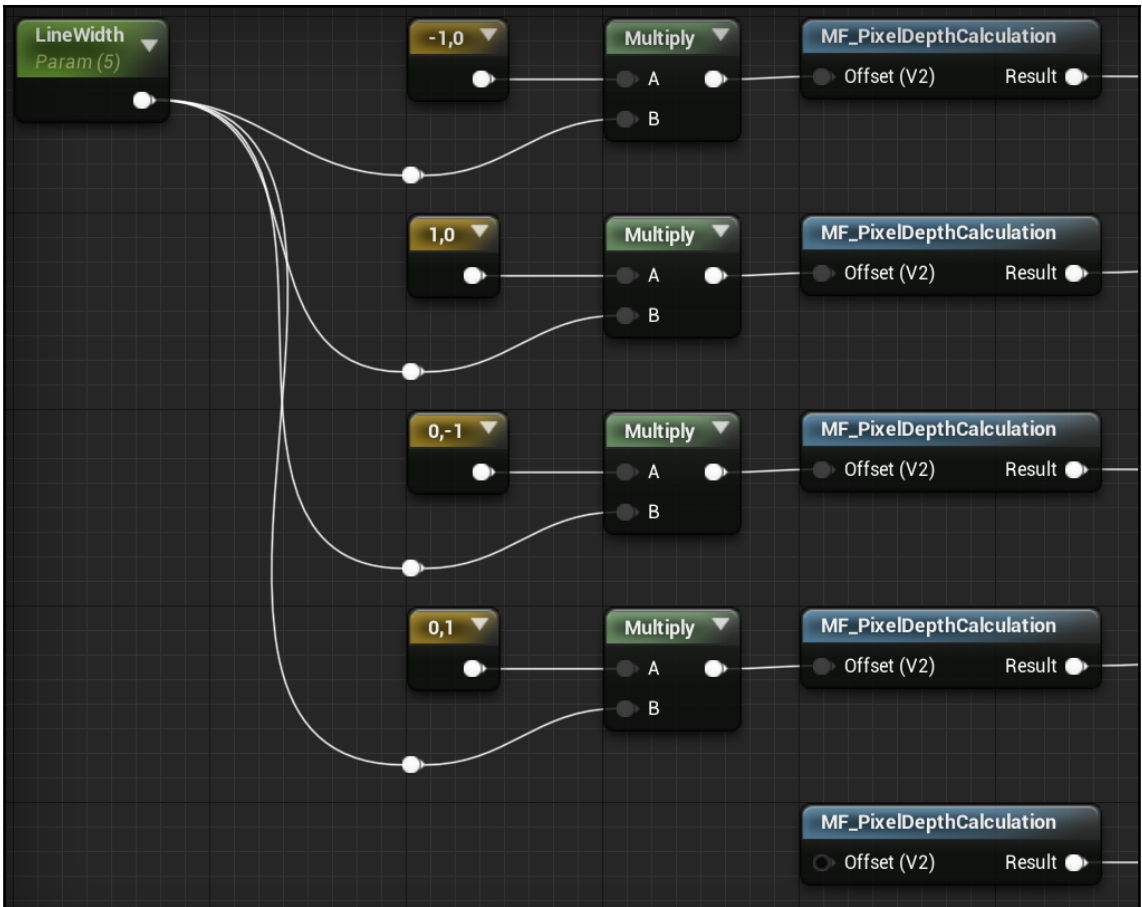 LineWidth
Param (5)
-1,0
Multiply
A
B
MF_PixelDepthCalculation
Offset (V2) Result
1,0
Multiply
A
B
MF_PixelDepthCalculation
Offset (V2) Result
0,-1
Multiply
A
B
MF_PixelDepthCalculation
Offset (V2) Result
0,1
Multiply
A
B
MF_PixelDepthCalculation
Offset (V2) Result
MF_PixelDepthCalculation
Offset (V2) Result